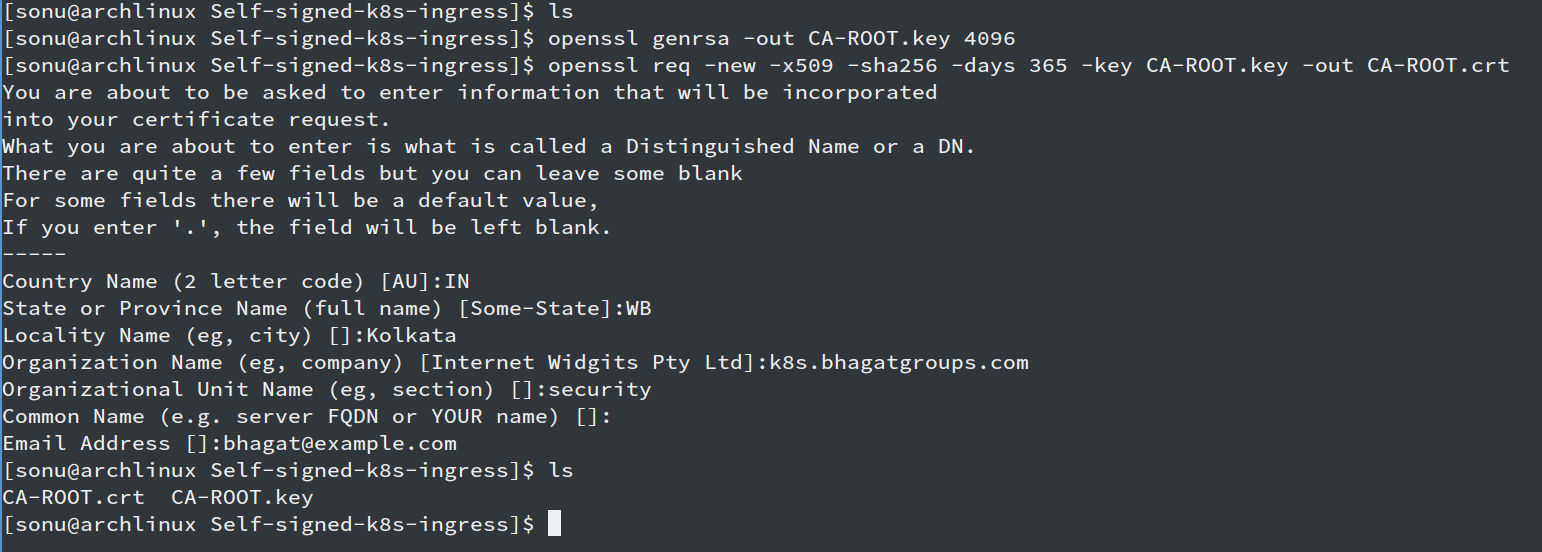 [sonu@archlinux Self-signed-k8s-ingress]$ ls
[sonu@archlinux Self-signed-k8s-ingress]$ openssl genrsa -out CA-ROOT.key 4096
[sonu@archlinux Self-signed-k8s-ingress]$ openssl req -new -x509 -sha256 -days 365 -key CA-ROOT.key -out CA-ROOT.crt
You are about to be asked to enter information that will be incorporated
into your certificate request.
What you are about to enter is what is called a Distinguished Name or a DN.
There are quite a few fields but you can leave some blank
For some fields there will be a default value,
If you enter '.', the field will be left blank.
-----
Country Name (2 letter code) [AU]:IN
State or Province Name (full name) [Some-State]:WB
Locality Name (eg, city) []:Kolkata
Organization Name (eg, company) [Internet Widgits Pty Ltd]:k8s.bhagatgroups.com
Organizational Unit Name (eg, section) []:security
Common Name (e.g. server FQDN or YOUR name) []:
Email Address []:bhagat@example.com
[sonu@archlinux Self-signed-k8s-ingress]$ ls
CA-ROOT.crt  CA-ROOT.key
[sonu@archlinux Self-signed-k8s-ingress]$